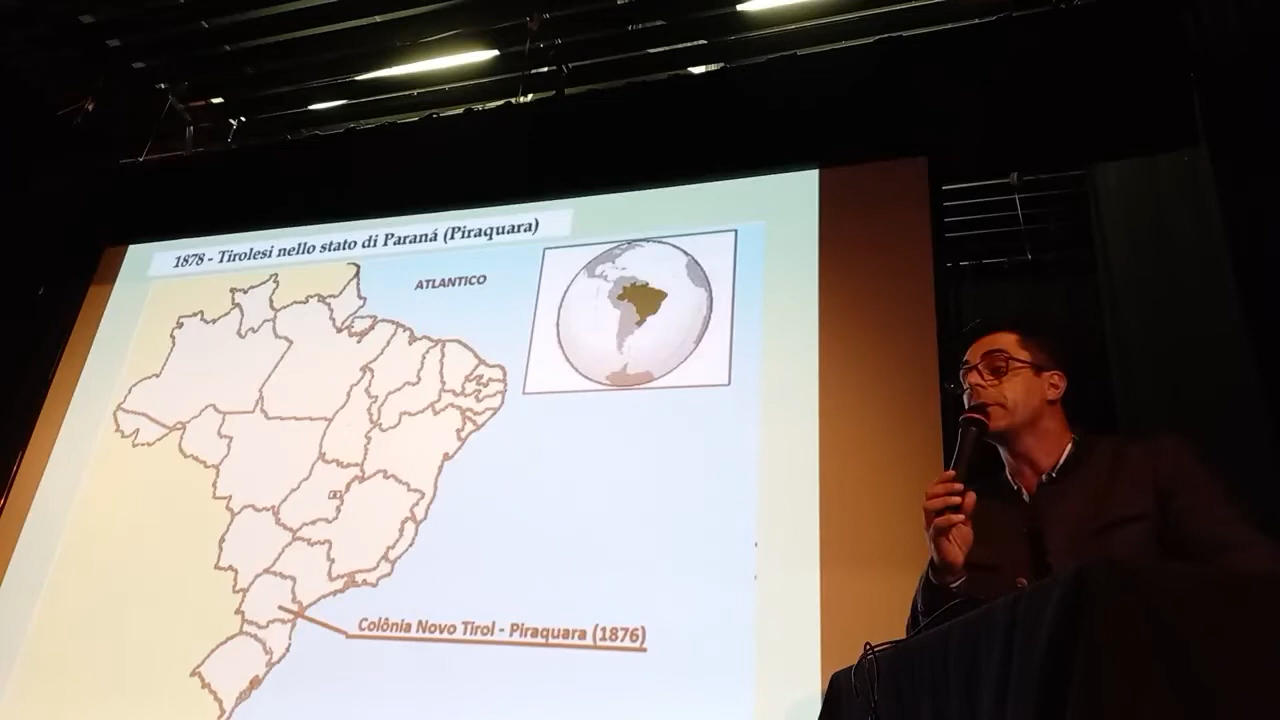 1878 - Tirolesi nello stato di Paraná (Piraquara)
ATLANTICO
Colônia Novo Tirol - Piraquara (1876)